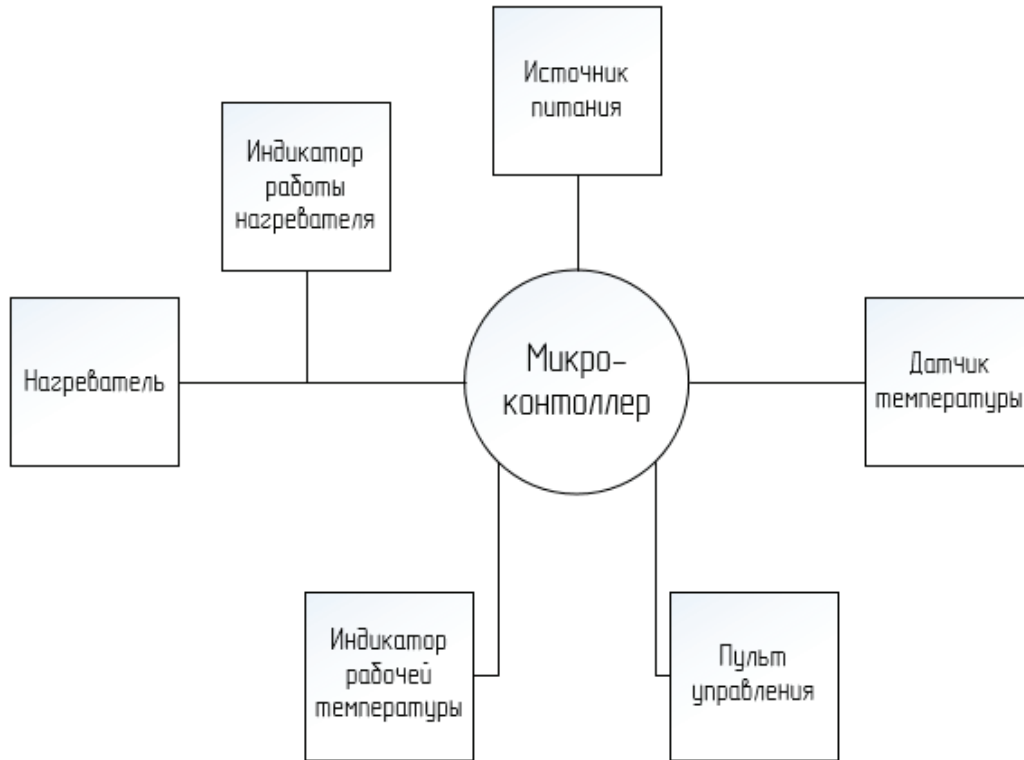 Источник
питания
Индикатор
работы
нагревателя
Нагреватель
Микро-
контоллер
Датчик
температуры
Индикатор
рабочей
температуры
Пульт
управления